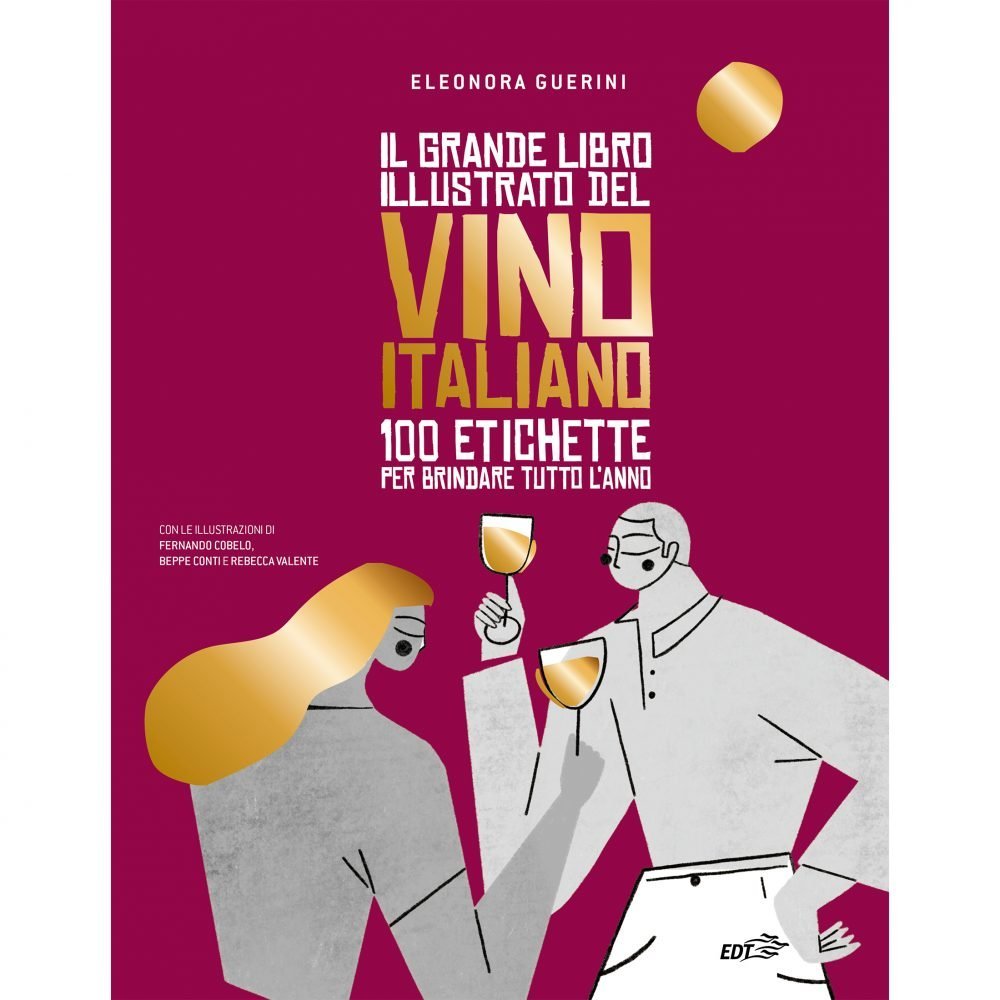 ELEONORA GUERINI
IL GRANDE LIBRO
ILLUSTRATO DEL
VINO
ITALIANO
100 ETICHETTE
PER BRINDARE TUTTO L'ANNO
CON LE ILLUSTRAZIONI DI
FERNANDO COBELO,
BEPPE CONTI E REBECCA VALENTE
EDT